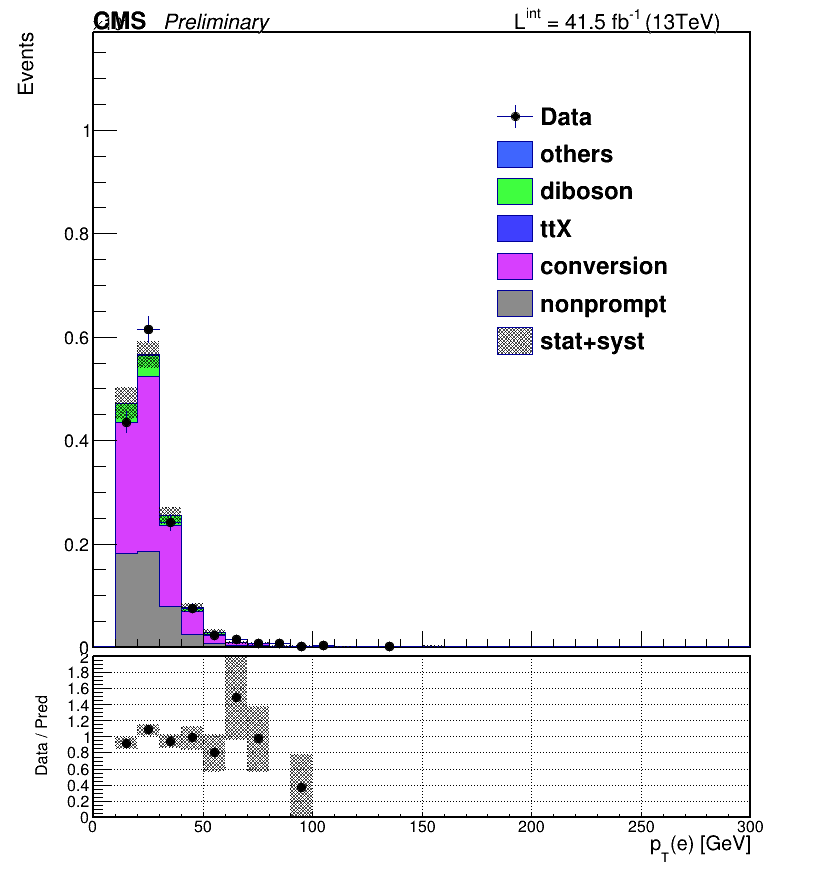 CMS Preliminary L^int = 41.5 fb^-1 (13TeV)
Events
1
0.8
0.6
0.4
0.2
0
Data
others
diboson
ttX
conversion
nonprompt
stat+syst
Data / Pred
2
1.8
1.6
1.4
1.2
1
0.8
0.6
0.4
0.2
0
0 50 100 150 200 250 300
p_T(e) [GeV]